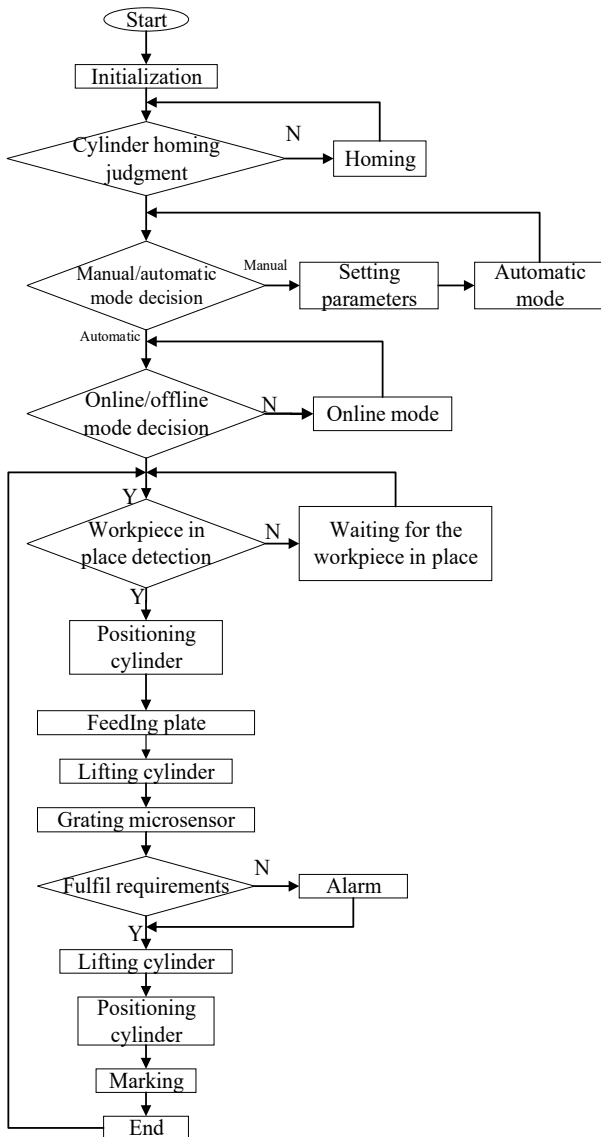 Start
Initialization
Cylinder homing
judgment
N
Homing
Manual/automatic
mode decision
Manual
Setting
parameters
Automatic
mode
Automatic
Online/offline
mode decision
N
Online mode
Y
Workpiece in
place detection
N
Waiting for the
workpiece in place
Y
Positioning
cylinder
FeedIng plate
Lifting cylinder
Grating microsensor
Fulfil requirements
N
Alarm
Y
Lifting cylinder
Positioning
cylinder
Marking
End